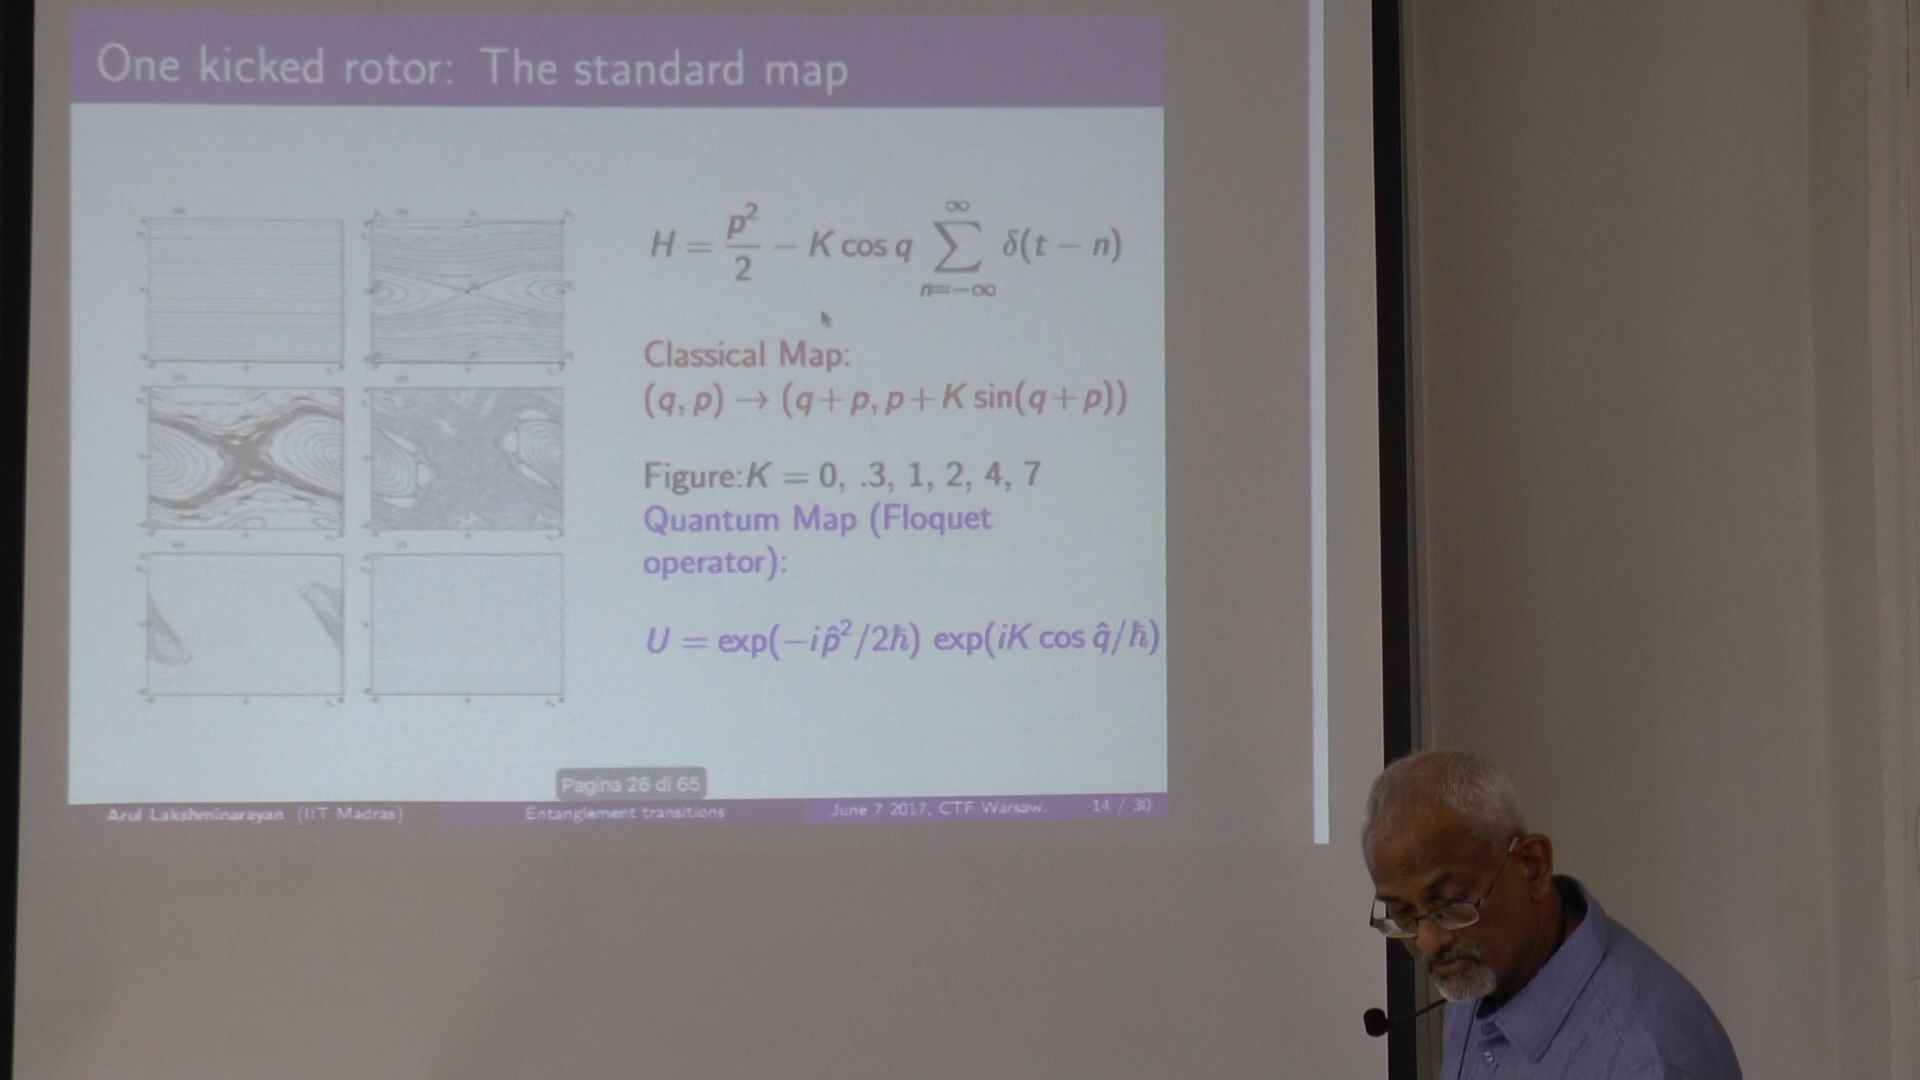 One kicked rotor: The standard map
H = p²/2 − K cos q ∑_{n=−∞}^{∞} δ(t − n)
Classical Map:
(q, p) → (q + p, p + K sin(q + p))
Figure:K = 0, .3, 1, 2, 4, 7
Quantum Map (Floquet
operator):
U = exp(−ip̂²/2ħ) exp(iK cos q̂/ħ)
Pagina 26 di 65
Arul Lakshminarayan (IIT Madras)
Entanglement transitions
June 7 2017, CTF Warsaw.
14 / 30